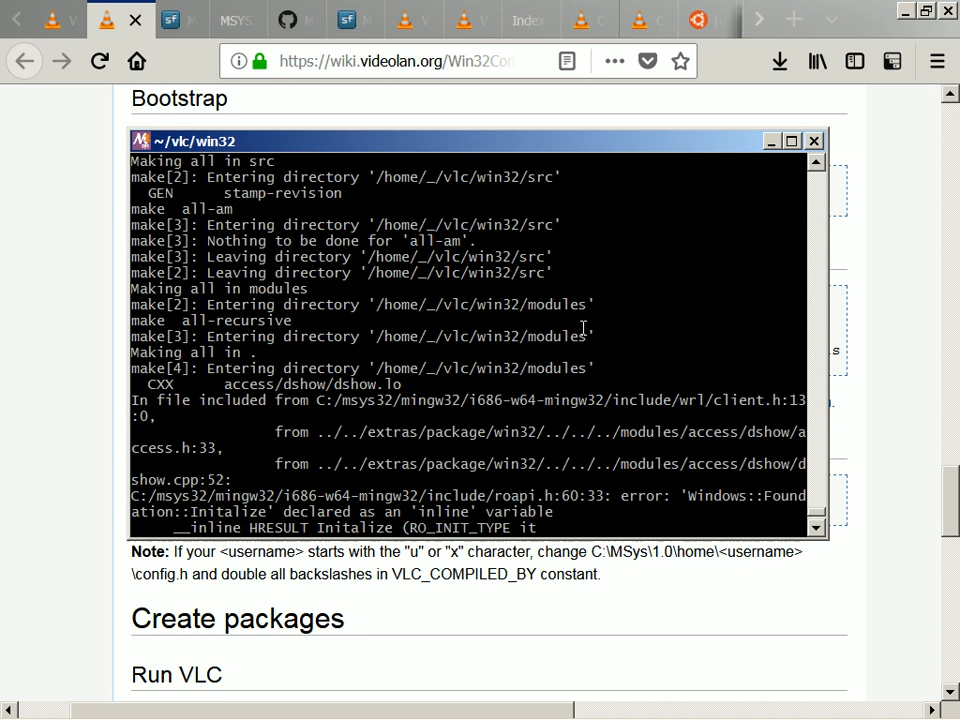 MSYS
Index
https://wiki.videolan.org/Win32Con
Bootstrap
~/vlc/win32
Making all in src
make[2]: Entering directory '/home/_/vlc/win32/src'
GEN stamp-revision
make all-am
make[3]: Entering directory '/home/_/vlc/win32/src'
make[3]: Nothing to be done for 'all-am'.
make[3]: Leaving directory '/home/_/vlc/win32/src'
make[2]: Leaving directory '/home/_/vlc/win32/src'
Making all in modules
make[2]: Entering directory '/home/_/vlc/win32/modules'
make all-recursive
make[3]: Entering directory '/home/_/vlc/win32/modules'
Making all in .
make[4]: Entering directory '/home/_/vlc/win32/modules'
CXX access/dshow/dshow.lo
In file included from C:/msys32/mingw32/i686-w64-mingw32/include/wrl/client.h:13
:0,
from ../../extras/package/win32/../../../modules/access/dshow/a
ccess.h:33,
from ../../extras/package/win32/../../../modules/access/dshow/d
show.cpp:52:
C:/msys32/mingw32/i686-w64-mingw32/include/roapi.h:60:33: error: 'Windows::Found
ation::Initalize' declared as an 'inline' variable
__inline HRESULT Initalize (RO_INIT_TYPE it
Note: If your <username> starts with the "u" or "x" character, change C:\MSys\1.0\home\<username>
\config.h and double all backslashes in VLC_COMPILED_BY constant.
Create packages
Run VLC